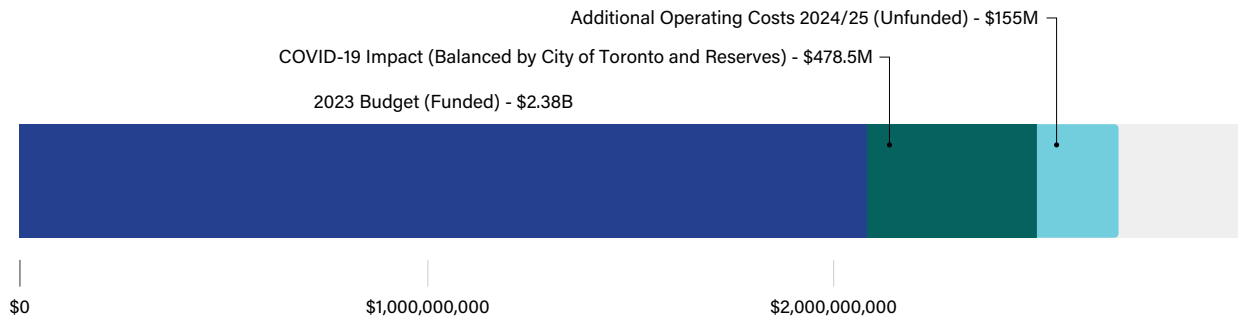 Additional Operating Costs 2024/25 (Unfunded) - $155M
COVID-19 Impact (Balanced by City of Toronto and Reserves) - $478.5M
2023 Budget (Funded) - $2.38B
$0
$1,000,000,000
$2,000,000,000